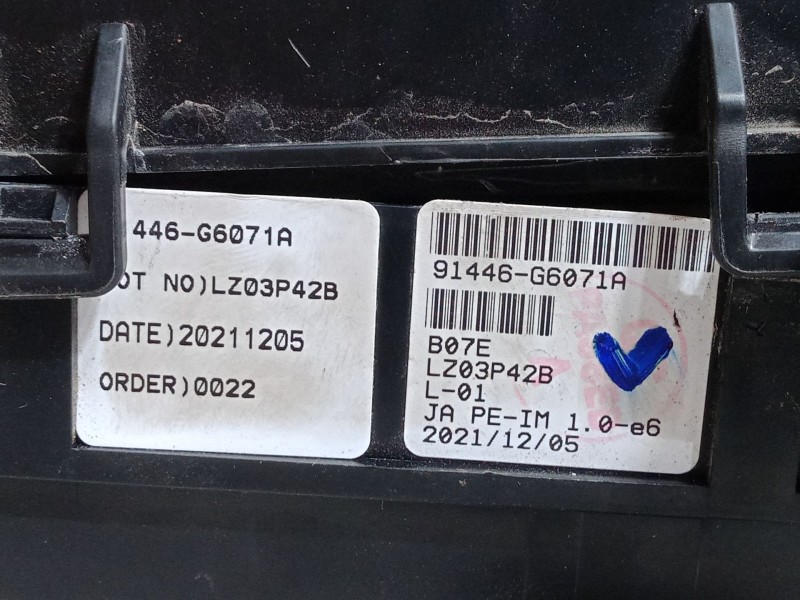 446-G6071A
OT NO)LZ03P42B
DATE)20211205
ORDER)0022
91446-G6071A
B07E
LZ03P42B
L-01
JA PE-IM 1.0-e6
2021/12/05